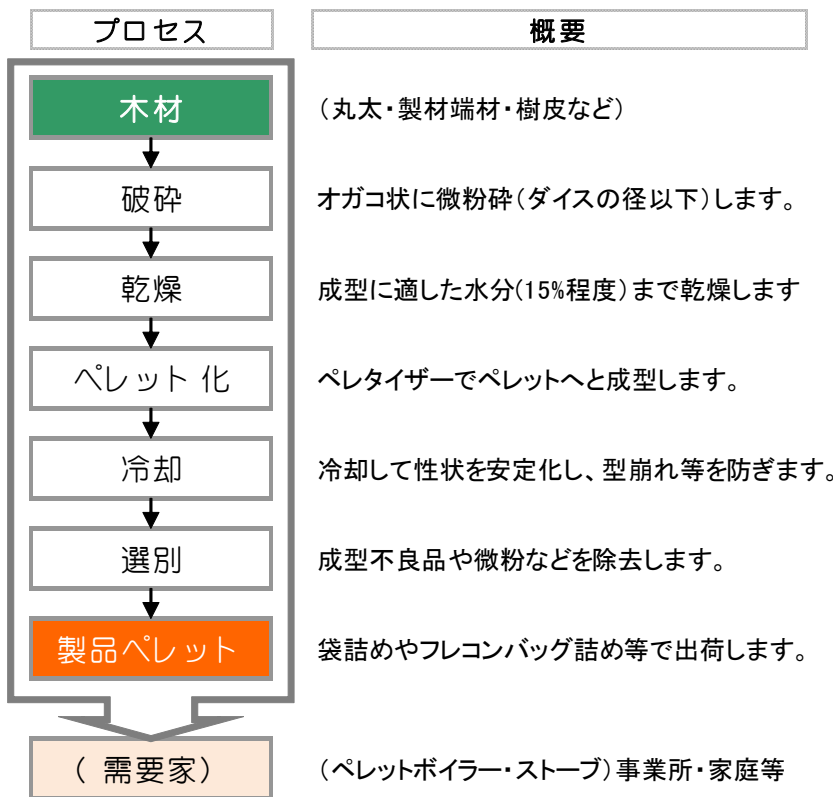 プロセス 概要
木材 (丸太・製材端材・樹皮など)
破砕 オガコ状に微粉砕(ダイスの径以下)します。
乾燥 成型に適した水分(15%程度)まで乾燥します
ペレット 化 ペレタイザーでペレットへと成型します。
冷却 冷却して性状を安定化し、型崩れ等を防ぎます。
選別 成型不良品や微粉などを除去します。
製品ペレット 袋詰めやフレコンバッグ詰め等で出荷します。
( 需要家) (ペレットボイラー・ストーブ)事業所・家庭等